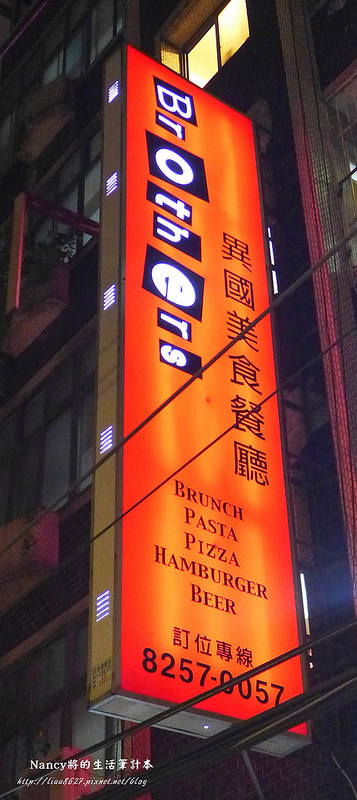 Brothers
異國美食餐廳
BRUNCH
PASTA
PIZZA
HAMBURGER
BEER
訂位專線
8257-0057
Nancy將的生活筆計本
http://liau8627.pixnet.net/blog